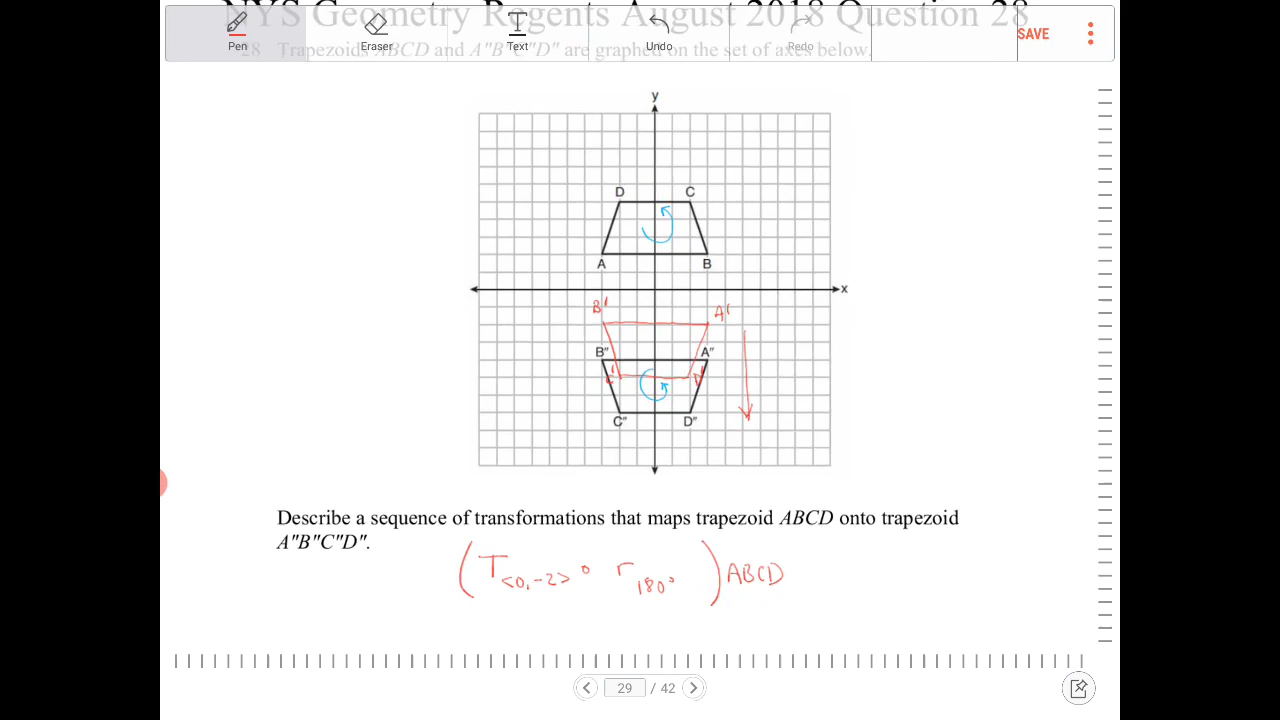 NYS Geometry Regents August 2018 Question 28
Pen
Eraser
Text
Undo
Redo
SAVE
28 Trapezoids ABCD and A"B"C"D" are graphed on the set of axes below.
y
D
C
A
B
x
B'
A'
B"
A"
C'
D'
C"
D"
Describe a sequence of transformations that maps trapezoid ABCD onto trapezoid
A"B"C"D".
(T<0,-2> ° r180°) ABCD
29 / 42